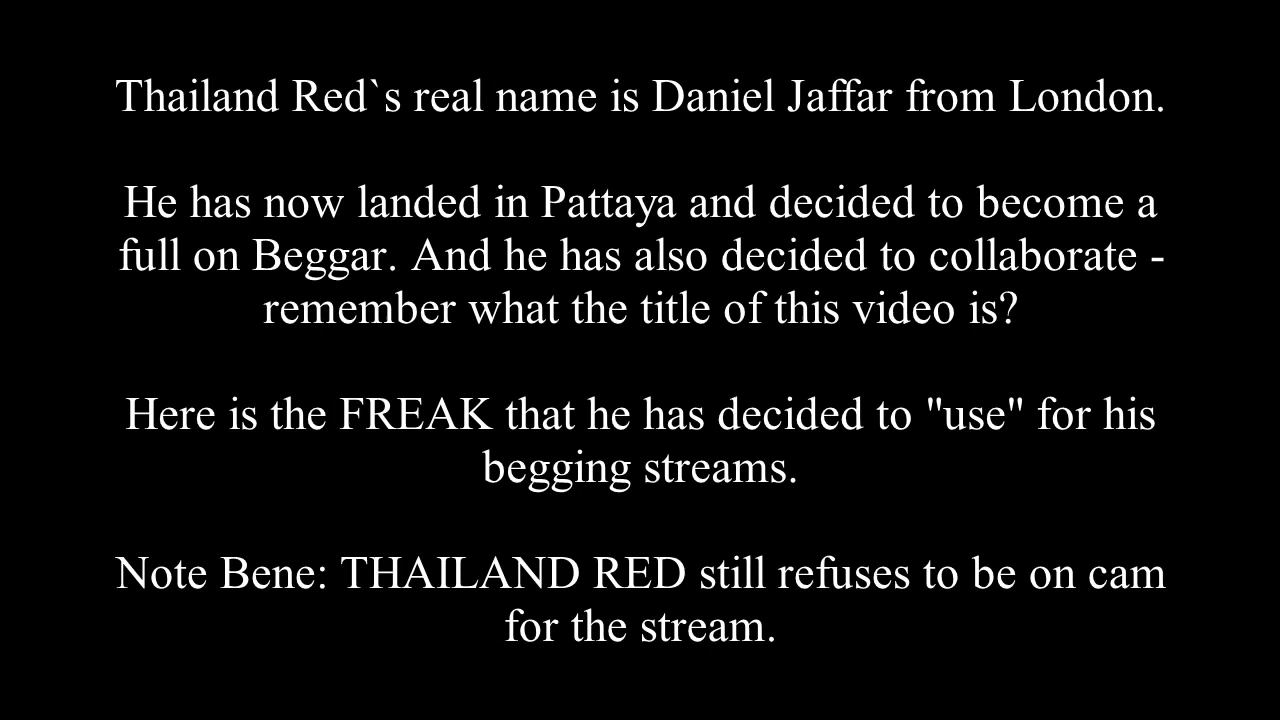 Thailand Red`s real name is Daniel Jaffar from London.
He has now landed in Pattaya and decided to become a
full on Beggar. And he has also decided to collaborate -
remember what the title of this video is?
Here is the FREAK that he has decided to "use" for his
begging streams.
Note Bene: THAILAND RED still refuses to be on cam
for the stream.